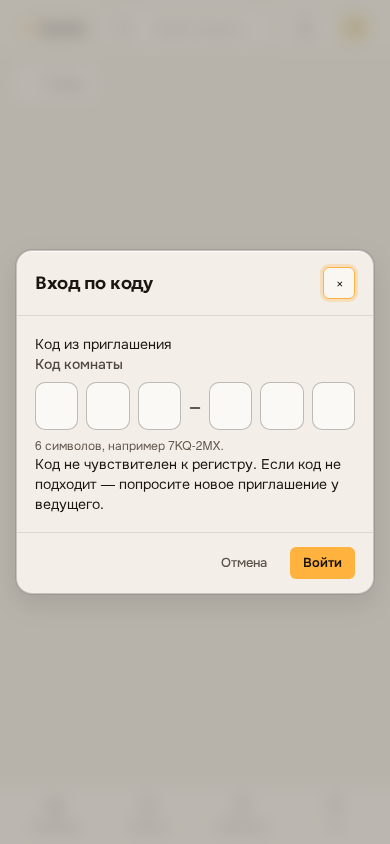 Вход по коду
×
Код из приглашения
Код комнаты
–
6 символов, например 7KQ-2MX.
Код не чувствителен к регистру. Если код не
подходит — попросите новое приглашение у
ведущего.
Отмена
Войти